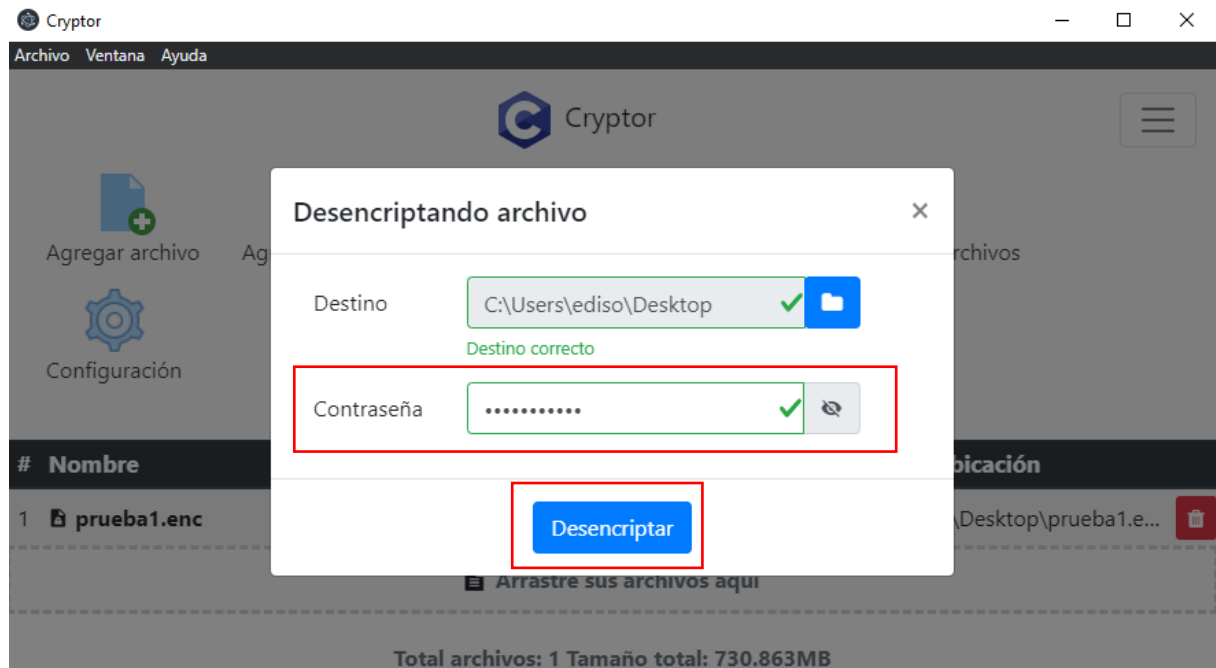 Cryptor
Archivo Ventana Ayuda
Cryptor
Desencriptando archivo
Agregar archivo Ag rchivos
Destino C:\Users\ediso\Desktop
Destino correcto
Configuración
Contraseña •••••••••••
# Nombre bicación
1 prueba1.enc \Desktop\prueba1.e...
Desencriptar
Arrastre sus archivos aquí
Total archivos: 1 Tamaño total: 730.863MB